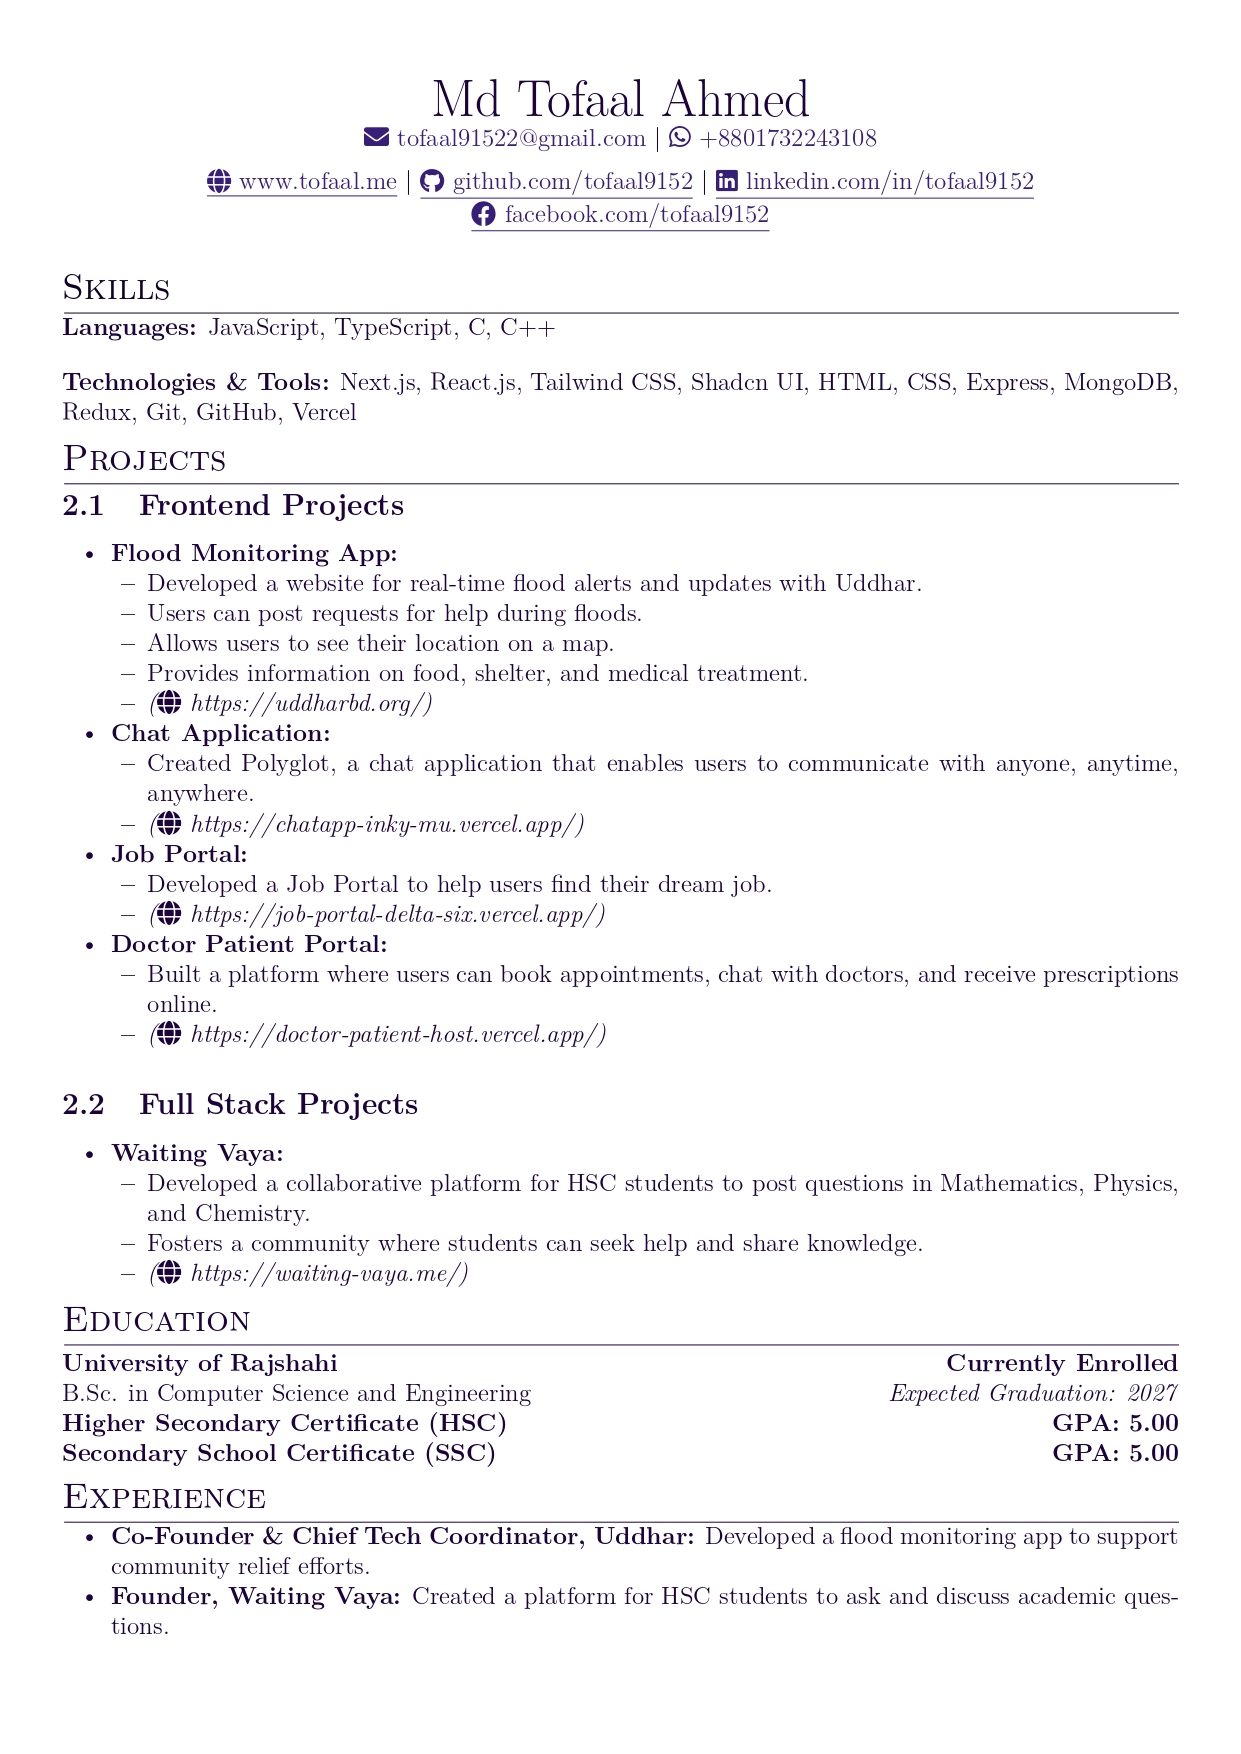 Md Tofaal Ahmed
tofaal91522@gmail.com | +8801732243108
www.tofaal.me | github.com/tofaal9152 | linkedin.com/in/tofaal9152
facebook.com/tofaal9152
Skills
Languages: JavaScript, TypeScript, C, C++
Technologies & Tools: Next.js, React.js, Tailwind CSS, Shadcn UI, HTML, CSS, Express, MongoDB,
Redux, Git, GitHub, Vercel
Projects
2.1 Frontend Projects
• Flood Monitoring App:
– Developed a website for real-time flood alerts and updates with Uddhar.
– Users can post requests for help during floods.
– Allows users to see their location on a map.
– Provides information on food, shelter, and medical treatment.
– ( https://uddharbd.org/)
• Chat Application:
– Created Polyglot, a chat application that enables users to communicate with anyone, anytime,
anywhere.
– ( https://chatapp-inky-mu.vercel.app/)
• Job Portal:
– Developed a Job Portal to help users find their dream job.
– ( https://job-portal-delta-six.vercel.app/)
• Doctor Patient Portal:
– Built a platform where users can book appointments, chat with doctors, and receive prescriptions
online.
– ( https://doctor-patient-host.vercel.app/)
2.2 Full Stack Projects
• Waiting Vaya:
– Developed a collaborative platform for HSC students to post questions in Mathematics, Physics,
and Chemistry.
– Fosters a community where students can seek help and share knowledge.
– ( https://waiting-vaya.me/)
Education
University of Rajshahi Currently Enrolled
B.Sc. in Computer Science and Engineering Expected Graduation: 2027
Higher Secondary Certificate (HSC) GPA: 5.00
Secondary School Certificate (SSC) GPA: 5.00
Experience
• Co-Founder & Chief Tech Coordinator, Uddhar: Developed a flood monitoring app to support
community relief efforts.
• Founder, Waiting Vaya: Created a platform for HSC students to ask and discuss academic ques-
tions.